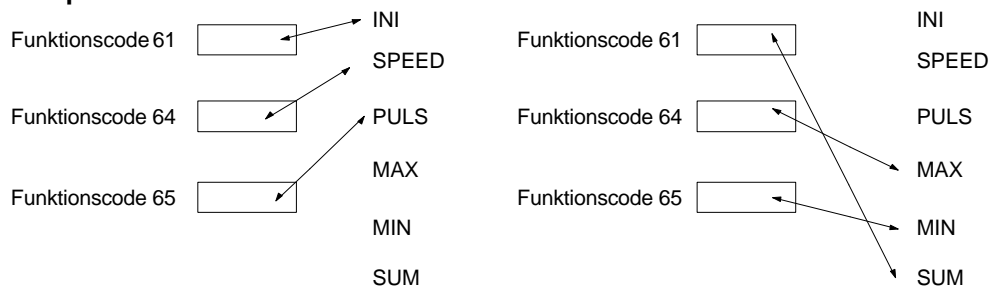 INI
Funktionscode 61
SPEED
Funktionscode 64
PULS
MAX
Funktionscode 65
MIN
SUM
INI
Funktionscode 61
SPEED
Funktionscode 64
PULS
MAX
Funktionscode 65
MIN
SUM